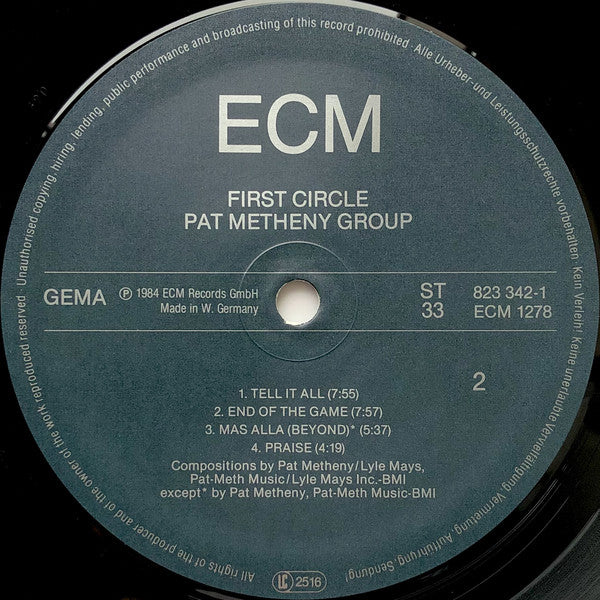 ECM
FIRST CIRCLE
PAT METHENY GROUP
GEMA
℗ 1984 ECM Records GmbH
Made in W. Germany
ST
33
823 342-1
ECM 1278
2
1. TELL IT ALL (7:55)
2. END OF THE GAME (7:57)
3. MAS ALLA (BEYOND)* (5:37)
4. PRAISE (4:19)
Compositions by Pat Metheny/Lyle Mays,
Pat-Meth Music/Lyle Mays Inc.-BMI
except* by Pat Metheny, Pat-Meth Music-BMI
LC 2516
All rights of the producer and of the owner of the work reproduced reserved. Unauthorised copying, hiring, lending, public performance and broadcasting of this record prohibited. Alle Urheber- und Leistungsschutzrechte vorbehalten. Kein Verleih! Keine unerlaubte Vervielfältigung, Vermietung, Aufführung, Sendung!